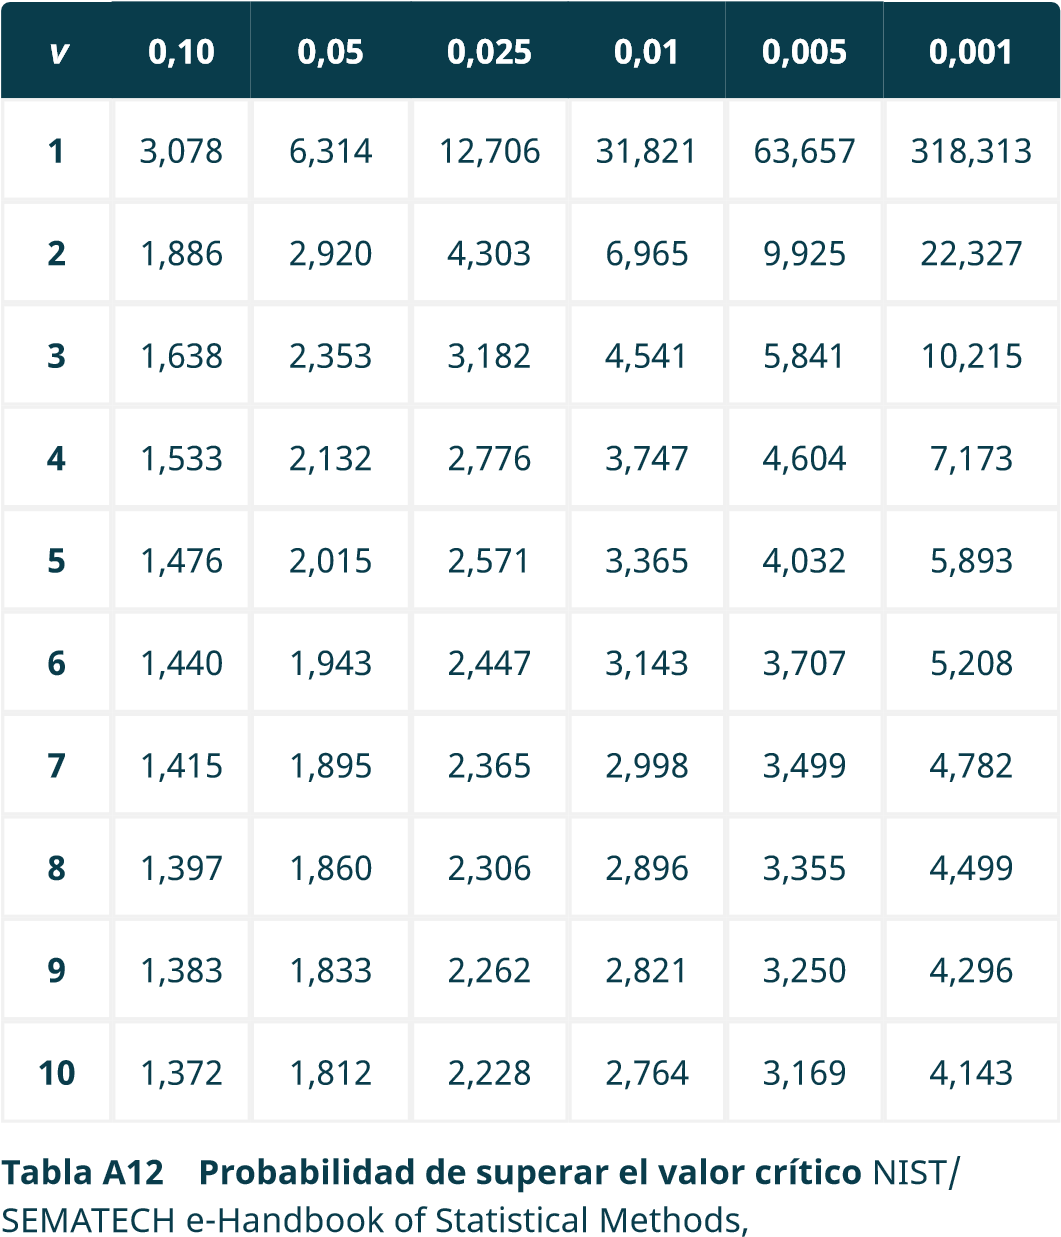 v 0,10 0,05 0,025 0,01 0,005 0,001
1 3,078 6,314 12,706 31,821 63,657 318,313
2 1,886 2,920 4,303 6,965 9,925 22,327
3 1,638 2,353 3,182 4,541 5,841 10,215
4 1,533 2,132 2,776 3,747 4,604 7,173
5 1,476 2,015 2,571 3,365 4,032 5,893
6 1,440 1,943 2,447 3,143 3,707 5,208
7 1,415 1,895 2,365 2,998 3,499 4,782
8 1,397 1,860 2,306 2,896 3,355 4,499
9 1,383 1,833 2,262 2,821 3,250 4,296
10 1,372 1,812 2,228 2,764 3,169 4,143
Tabla A12 Probabilidad de superar el valor crítico NIST/
SEMATECH e-Handbook of Statistical Methods,